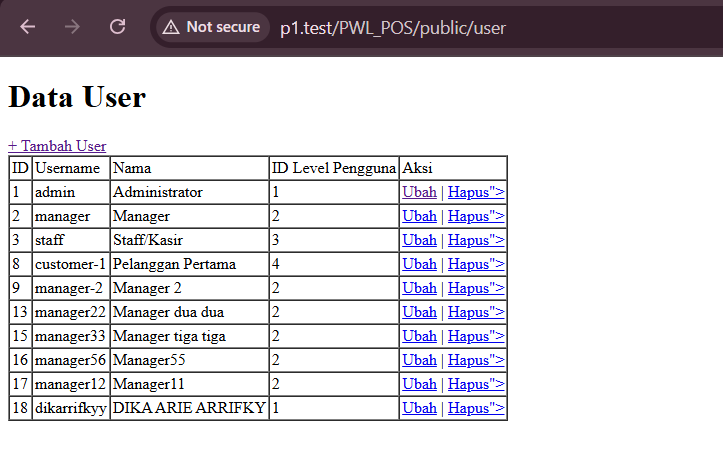 Not secure p1.test/PWL_POS/public/user
Data User
+ Tambah User
ID Username Nama ID Level Pengguna Aksi
1 admin Administrator 1 Ubah | Hapus">
2 manager Manager 2 Ubah | Hapus">
3 staff Staff/Kasir 3 Ubah | Hapus">
8 customer-1 Pelanggan Pertama 4 Ubah | Hapus">
9 manager-2 Manager 2 2 Ubah | Hapus">
13 manager22 Manager dua dua 2 Ubah | Hapus">
15 manager33 Manager tiga tiga 2 Ubah | Hapus">
16 manager56 Manager55 2 Ubah | Hapus">
17 manager12 Manager11 2 Ubah | Hapus">
18 dikarrifkyy DIKA ARIE ARRIFKY 1 Ubah | Hapus">